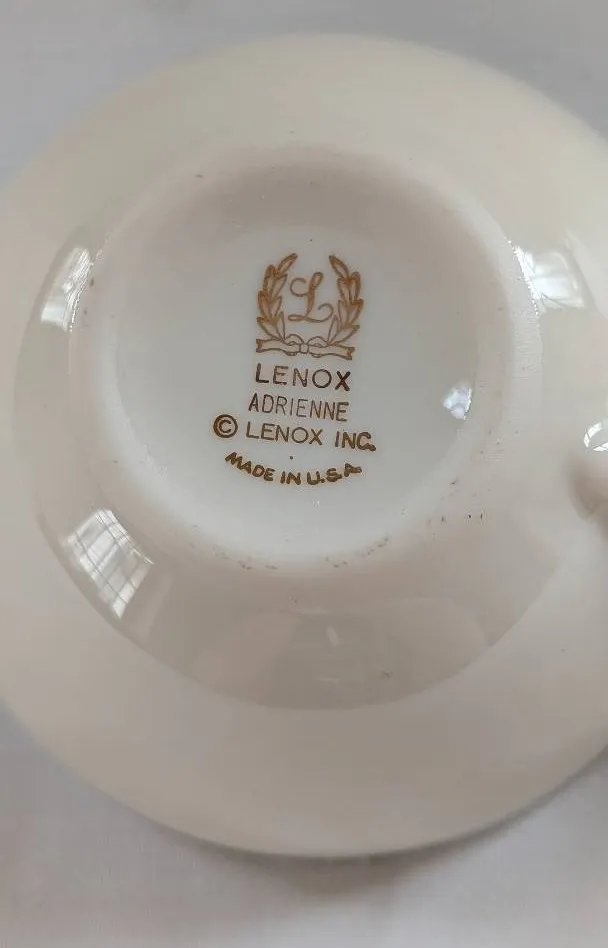 L
LENOX
ADRIENNE
© LENOX INC.
MADE IN U.S.A